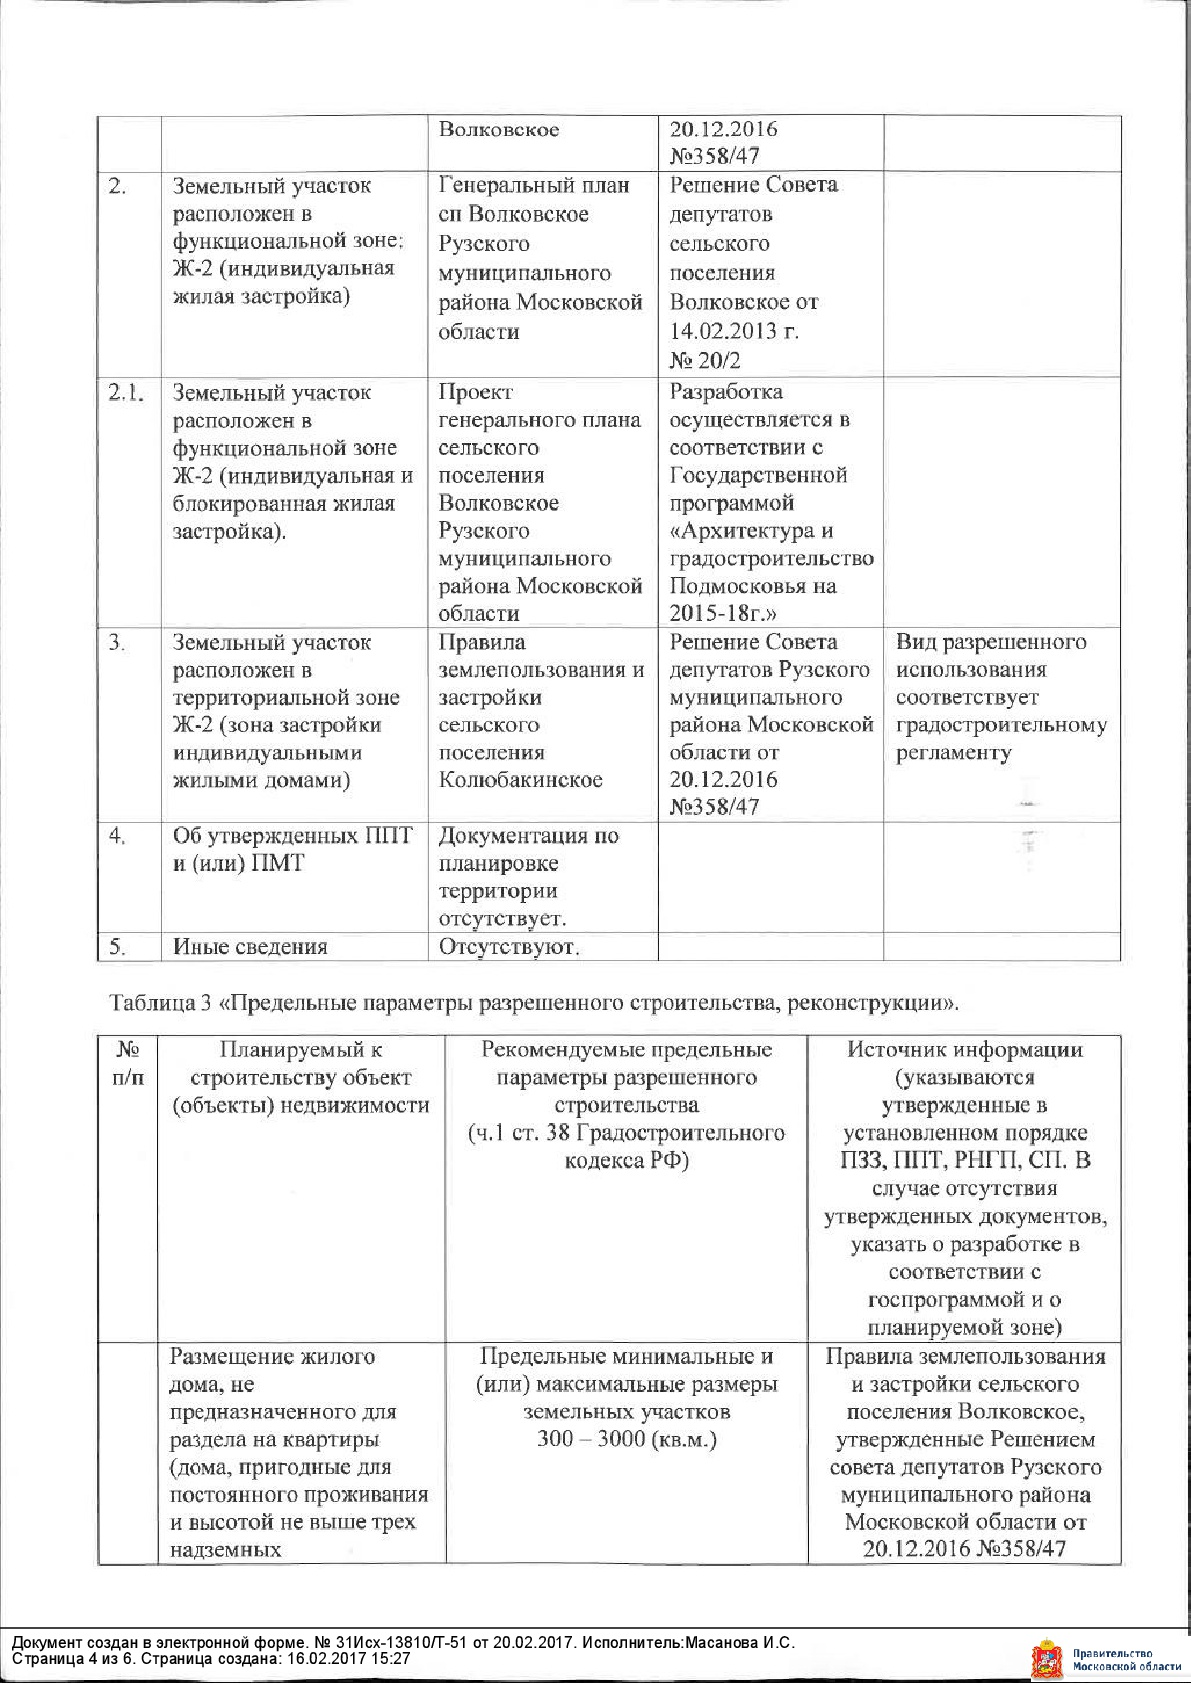 Волковское
20.12.2016
№358/47
2.
Земельный участок
расположен в
функциональной зоне:
Ж-2 (индивидуальная
жилая застройка)
Генеральный план
сп Волковское
Рузского
муниципального
района Московской
области
Решение Совета
депутатов
сельского
поселения
Волковское от
14.02.2013 г.
№ 20/2
2.1.
Земельный участок
расположен в
функциональной зоне
Ж-2 (индивидуальная и
блокированная жилая
застройка).
Проект
генерального плана
сельского
поселения
Волковское
Рузского
муниципального
района Московской
области
Разработка
осуществляется в
соответствии с
Государственной
программой
«Архитектура и
градостроительство
Подмосковья на
2015-18г.»
3.
Земельный участок
расположен в
территориальной зоне
Ж-2 (зона застройки
индивидуальными
жилыми домами)
Правила
землепользования и
застройки
сельского
поселения
Колюбакинское
Решение Совета
депутатов Рузского
муниципального
района Московской
области от
20.12.2016
№358/47
Вид разрешенного
использования
соответствует
градостроительному
регламенту
4.
Об утвержденных ППТ
и (или) ПМТ
Документация по
планировке
территории
отсутствует.
5.
Иные сведения
Отсутствуют.
Таблица 3 «Предельные параметры разрешенного строительства, реконструкции».
№
п/п
Планируемый к
строительству объект
(объекты) недвижимости
Рекомендуемые предельные
параметры разрешенного
строительства
(ч.1 ст. 38 Градостроительного
кодекса РФ)
Источник информации
(указываются
утвержденные в
установленном порядке
ПЗЗ, ППТ, РНГП, СП. В
случае отсутствия
утвержденных документов,
указать о разработке в
соответствии с
госпрограммой и о
планируемой зоне)
Размещение жилого
дома, не
предназначенного для
раздела на квартиры
(дома, пригодные для
постоянного проживания
и высотой не выше трех
надземных
Предельные минимальные и
(или) максимальные размеры
земельных участков
300 – 3000 (кв.м.)
Правила землепользования
и застройки сельского
поселения Волковское,
утвержденные Решением
совета депутатов Рузского
муниципального района
Московской области от
20.12.2016 №358/47
Документ создан в электронной форме. № 31Исх-13810/Т-51 от 20.02.2017. Исполнитель:Масанова И.С.
Страница 4 из 6. Страница создана: 16.02.2017 15:27
Правительство
Московской области